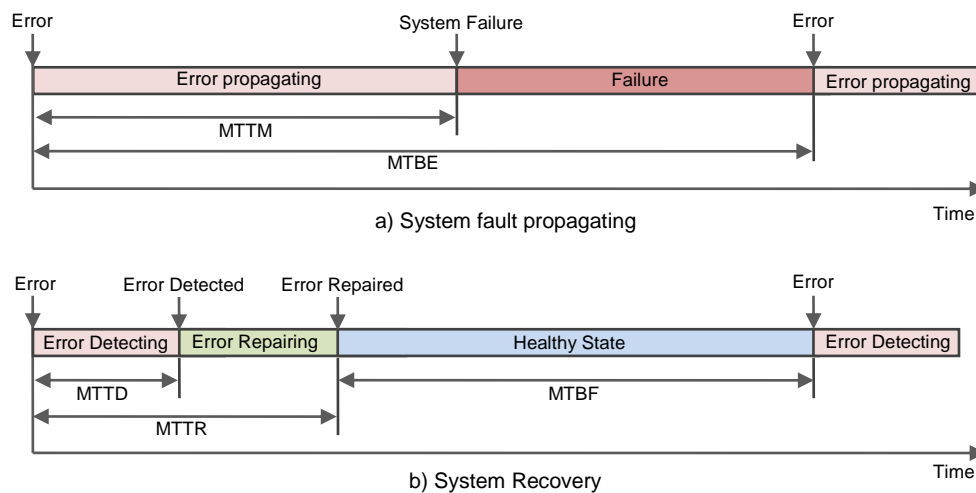 Error
System Failure
Error
Error propagating
Failure
Error propagating
MTTM
MTBE
Time
a) System fault propagating
Error
Error Detected
Error Repaired
Error
Error Detecting
Error Repairing
Healthy State
Error Detecting
MTTD
MTBF
MTTR
Time
b) System Recovery